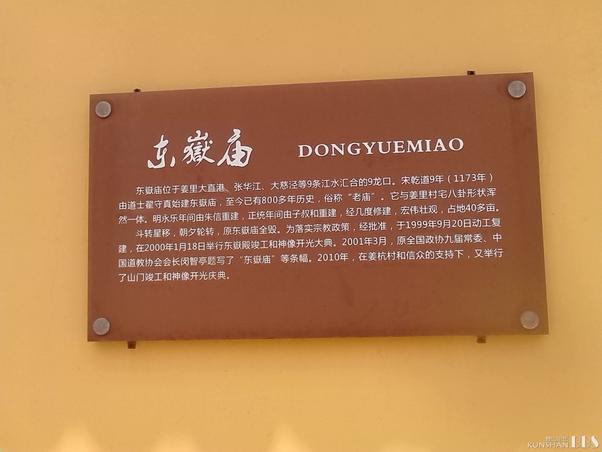 东嶽庙 DONGYUEMIAO
东嶽庙位于姜里大直港、张华江、大慈泾等9条江水汇合的9龙口。宋乾道9年（1173年）
由道士翟守真始建东嶽庙，至今已有800多年历史，俗称“老庙”。它与姜里村宅八卦形状浑
然一体。明永乐年间由朱信重建，正统年间由子叔和重建，经几度修建，宏伟壮观，占地40多亩。
斗转星移，朝夕轮转，原东嶽庙全毁。为落实宗教政策，经批准，于1999年9月20日动工复
建，在2000年1月18日举行东嶽殿竣工和神像开光大典。2001年3月，原全国政协九届常委、中
国道教协会会长闵智亭题写了“东嶽庙”等条幅。2010年，在姜杭村和信众的支持下，又举行
了山门竣工和神像开光庆典。
KUNSHAN BBS